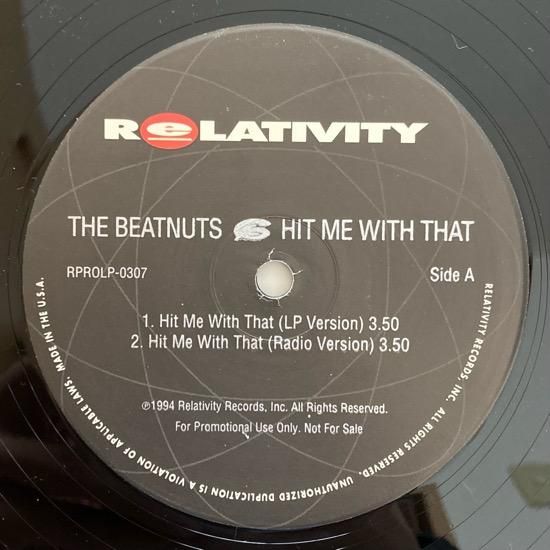 RELATIVITY
THE BEATNUTS HIT ME WITH THAT
RPROLP-0307 Side A
1. Hit Me With That (LP Version) 3.50
2. Hit Me With That (Radio Version) 3.50
℗1994 Relativity Records, Inc. All Rights Reserved.
For Promotional Use Only. Not For Sale
RELATIVITY RECORDS, INC. ALL RIGHTS RESERVED. UNAUTHORIZED DUPLICATION IS A VIOLATION OF APPLICABLE LAWS. MADE IN THE U.S.A.